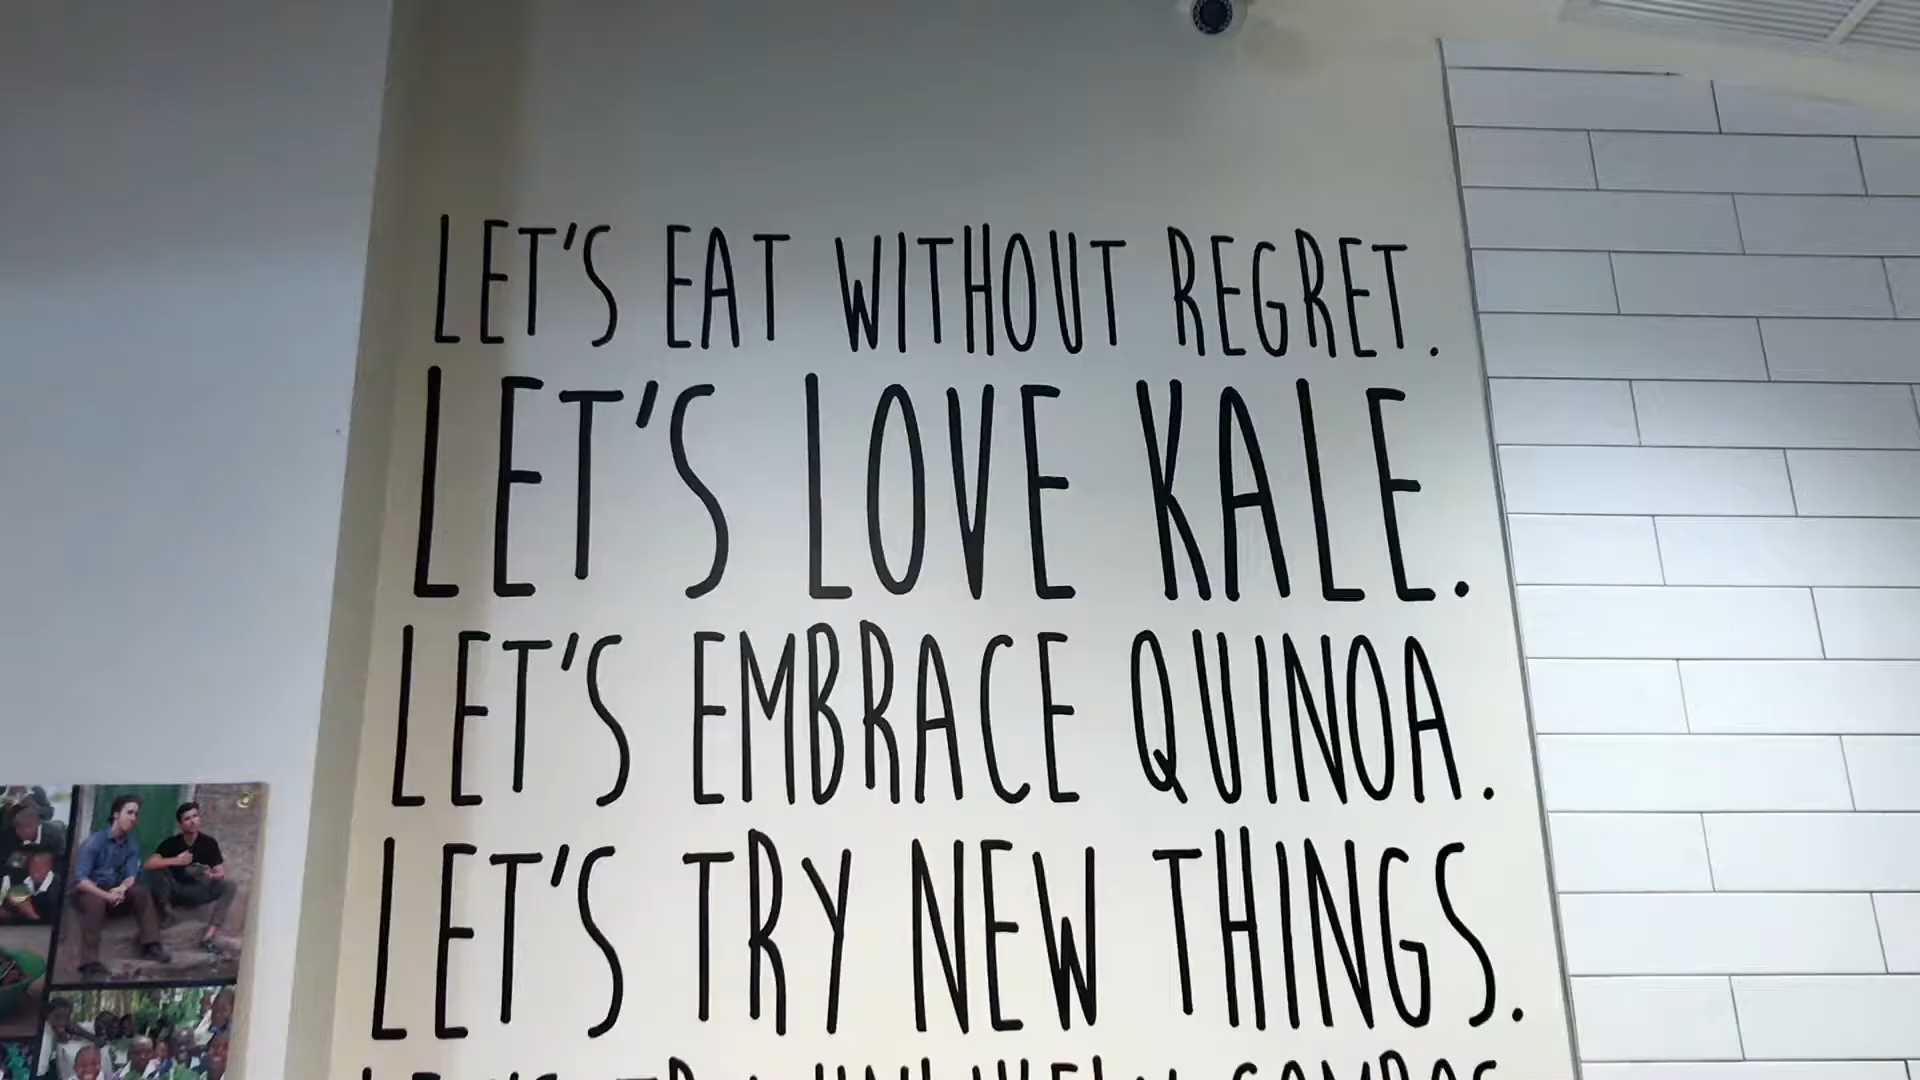 LET'S EAT WITHOUT REGRET.
LET'S LOVE KALE.
LET'S EMBRACE QUINOA.
LET'S TRY NEW THINGS.